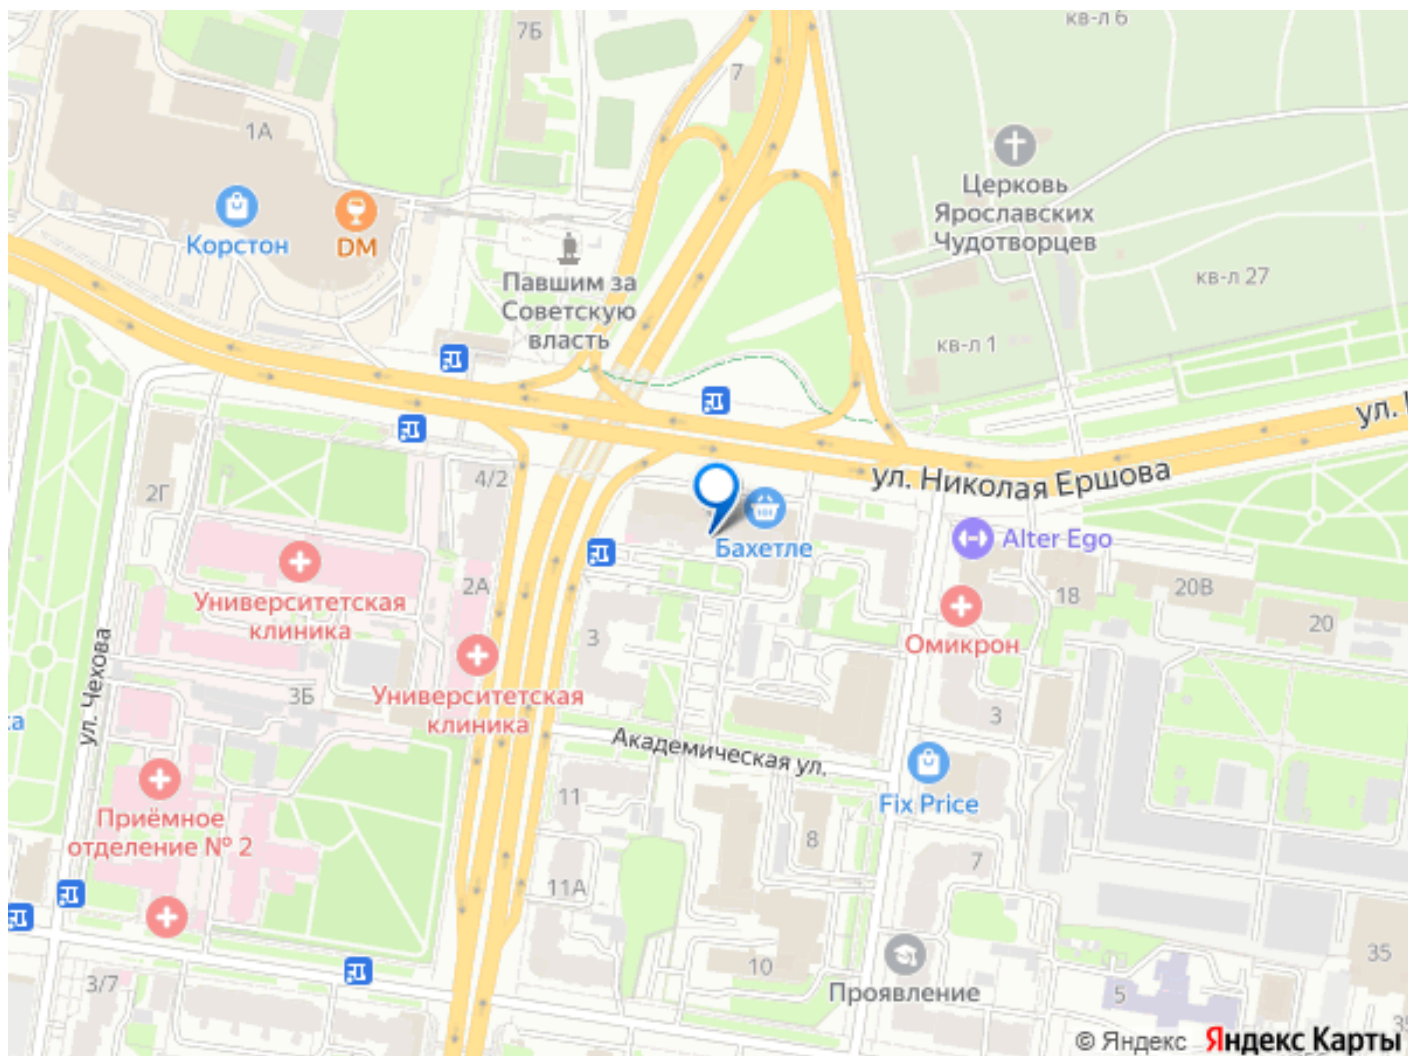 кв-л 6
7Б
7
1А
Церковь
Ярославских
Чудотворцев
Корстон
DM
Павшим за
Советскую
власть
кв-л 27
кв-л 1
ул.
ул. Николая Ершова
4/2
2Г
Бахетле
Alter Ego
Университетская
клиника
2А
18
20В
20
3
Омикрон
ул. Чехова
Университетская
клиника
3Б
3
Академическая ул.
Приёмное
отделение № 2
11
Fix Price
8
7
11А
10
Проявление
3/7
5
35
© Яндекс Яндекс Карты